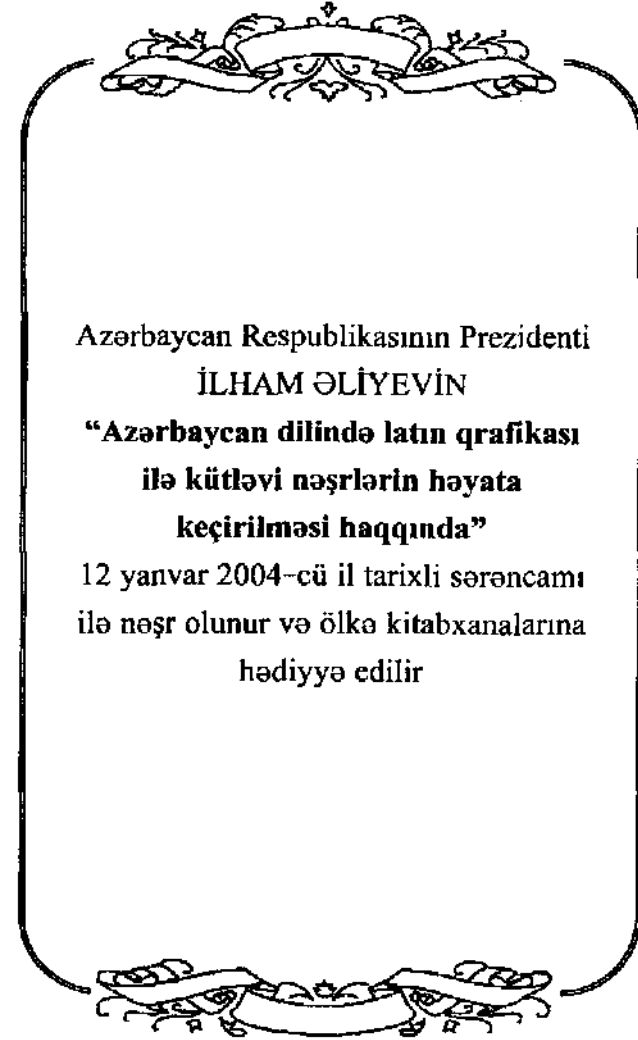 Azərbaycan Respublikasının Prezidenti
İLHAM ƏLİYEVİN
“Azərbaycan dilində latın qrafikası
ilə kütləvi nəşrlərin həyata
keçirilməsi haqqında”
12 yanvar 2004-cü il tarixli sərəncamı
ilə nəşr olunur və ölkə kitabxanalarına
hədiyyə edilir